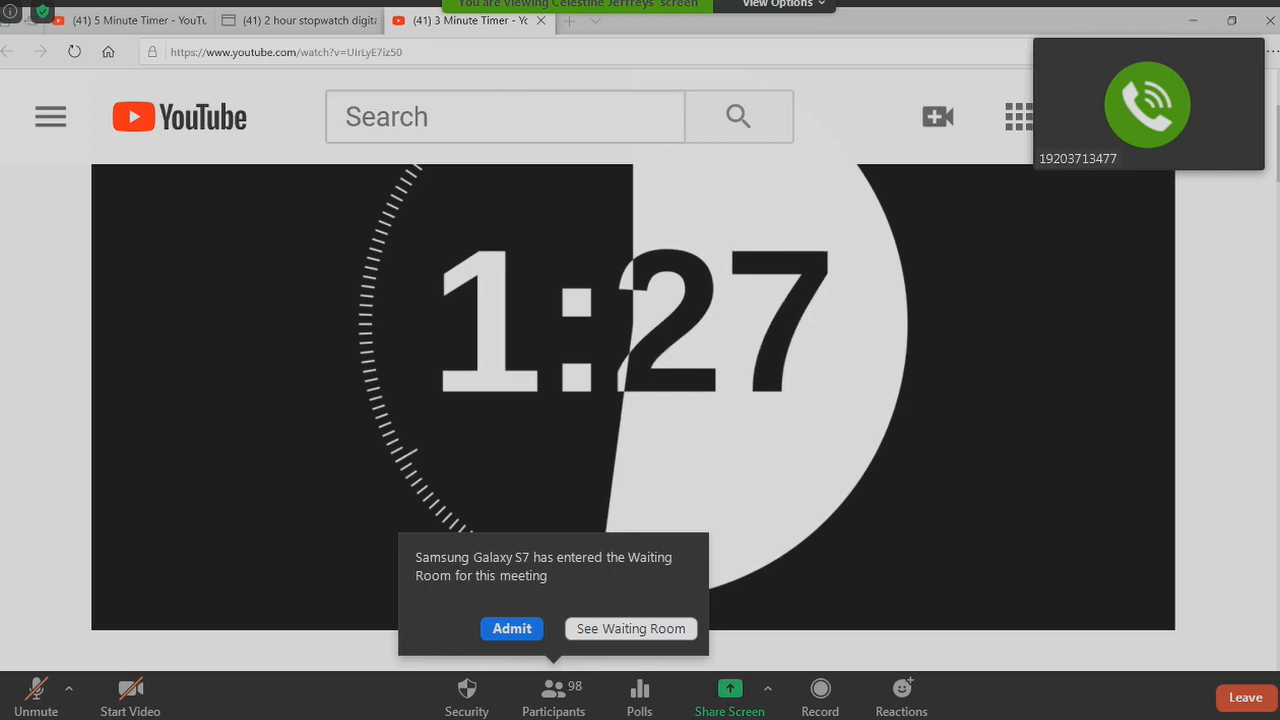 You are viewing Celestine Jeffreys' screen
View Options
(41) 5 Minute Timer - YouTu
(41) 2 hour stopwatch digita
(41) 3 Minute Timer - Yo
https://www.youtube.com/watch?v=UIrLyE7iz50
YouTube
Search
19203713477
1:27
Samsung Galaxy S7 has entered the Waiting
Room for this meeting
Admit
See Waiting Room
98
Unmute
Start Video
Security
Participants
Polls
Share Screen
Record
Reactions
Leave